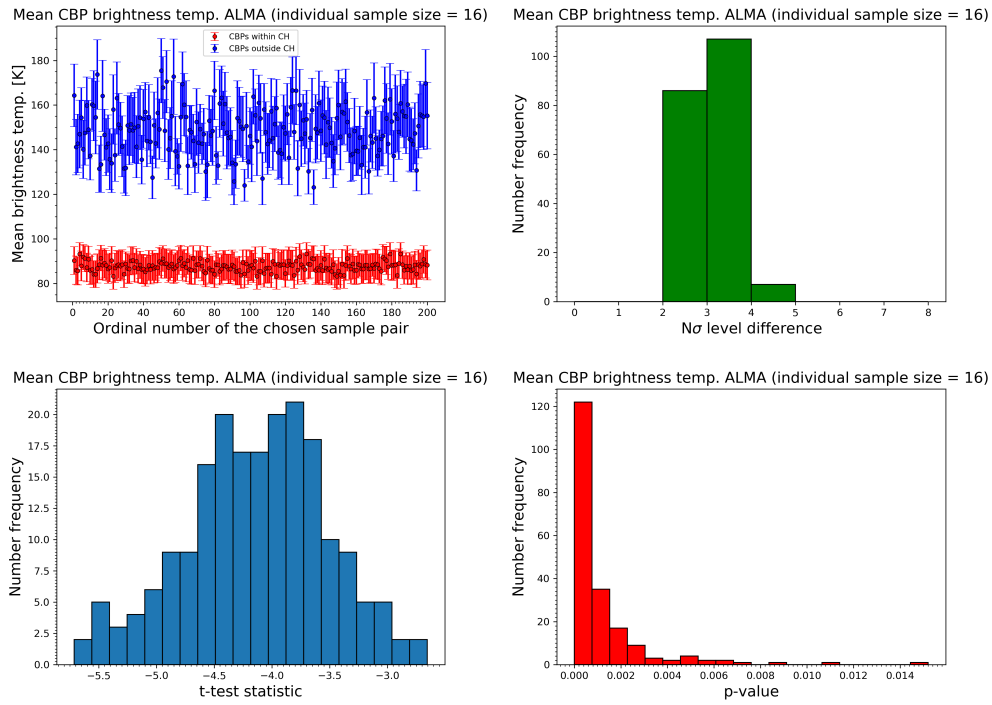 Mean CBP brightness temp. ALMA (individual sample size = 16)
CBPs within CH
CBPs outside CH
Mean brightness temp. [K]
180
160
140
120
100
80
0 20 40 60 80 100 120 140 160 180 200
Ordinal number of the chosen sample pair
Mean CBP brightness temp. ALMA (individual sample size = 16)
Number frequency
100
80
60
40
20
0
0 1 2 3 4 5 6 7 8
Nσ level difference
Mean CBP brightness temp. ALMA (individual sample size = 16)
Number frequency
20.0
17.5
15.0
12.5
10.0
7.5
5.0
2.5
0.0
−5.5 −5.0 −4.5 −4.0 −3.5 −3.0
t-test statistic
Mean CBP brightness temp. ALMA (individual sample size = 16)
Number frequency
120
100
80
60
40
20
0
0.000 0.002 0.004 0.006 0.008 0.010 0.012 0.014
p-value